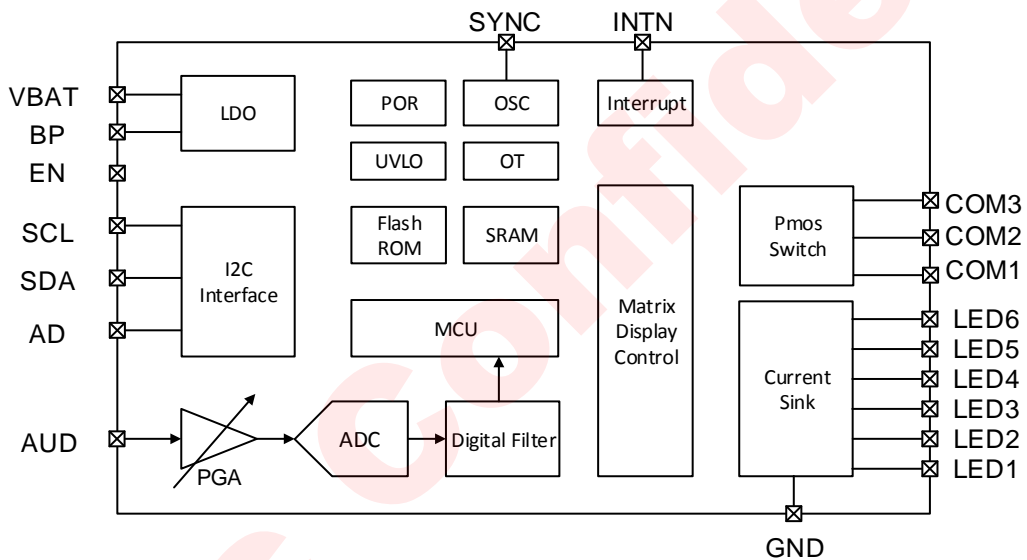 SYNC INTN
VBAT
BP
EN
SCL
SDA
AD
AUD
LDO
I2C
Interface
PGA
ADC
Digital Filter
POR
OSC
UVLO
OT
Flash
ROM
SRAM
MCU
Interrupt
Matrix
Display
Control
Pmos
Switch
Current
Sink
COM3
COM2
COM1
LED6
LED5
LED4
LED3
LED2
LED1
GND
Confide